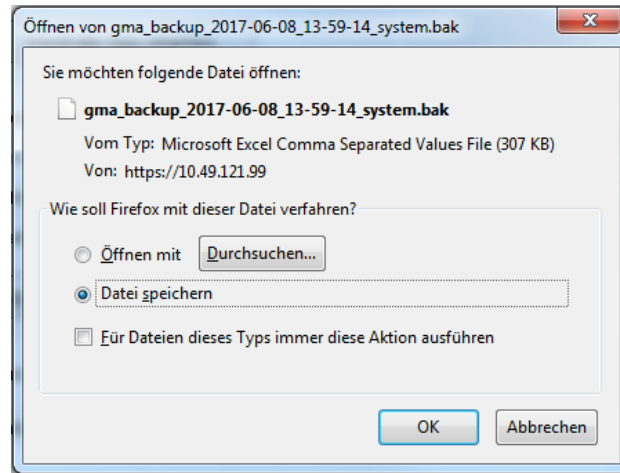 Öffnen von gma_backup_2017-06-08_13-59-14_system.bak
Sie möchten folgende Datei öffnen:
gma_backup_2017-06-08_13-59-14_system.bak
Vom Typ: Microsoft Excel Comma Separated Values File (307 KB)
Von: https://10.49.121.99
Wie soll Firefox mit dieser Datei verfahren?
Öffnen mit Durchsuchen...
Datei speichern
Für Dateien dieses Typs immer diese Aktion ausführen
OK Abbrechen